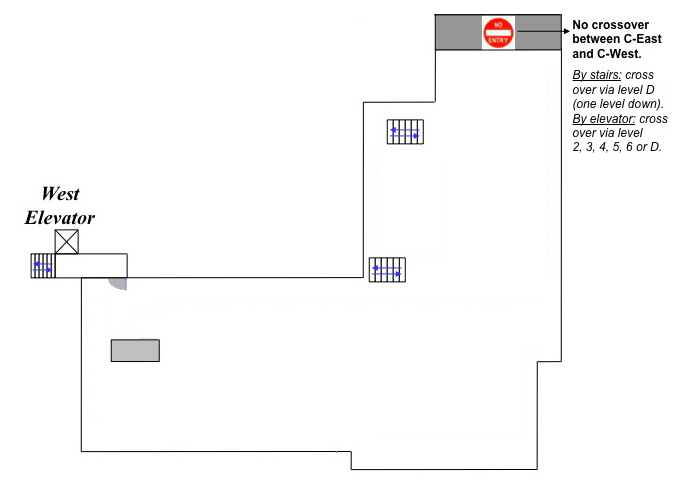 NO
ENTRY
No crossover
between C-East
and C-West.
By stairs: cross
over via level D
(one level down).
By elevator: cross
over via level
2, 3, 4, 5, 6 or D.
West
Elevator